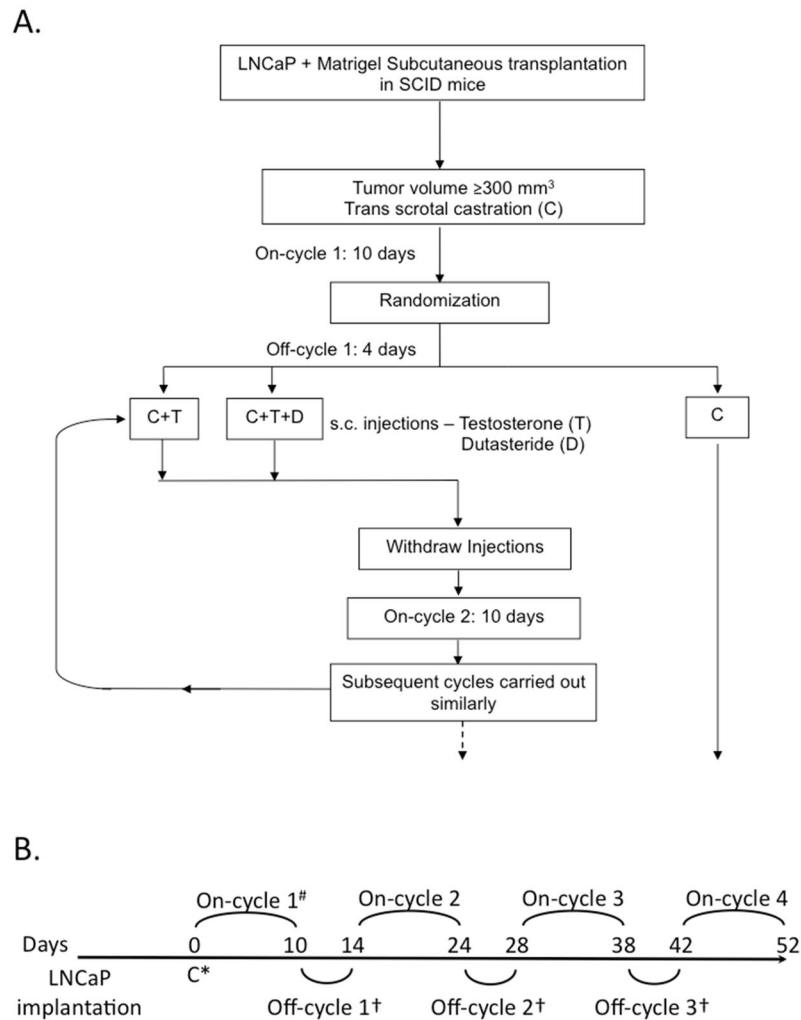 A.
LNCaP + Matrigel Subcutaneous transplantation
in SCID mice
Tumor volume ≥300 mm³
Trans scrotal castration (C)
On-cycle 1: 10 days
Randomization
Off-cycle 1: 4 days
C+T
C+T+D
s.c. injections – Testosterone (T)
Dutasteride (D)
C
Withdraw Injections
On-cycle 2: 10 days
Subsequent cycles carried out
similarly
B.
On-cycle 1# On-cycle 2 On-cycle 3 On-cycle 4
Days 0 10 14 24 28 38 42 52
LNCaP C*
implantation Off-cycle 1† Off-cycle 2† Off-cycle 3†